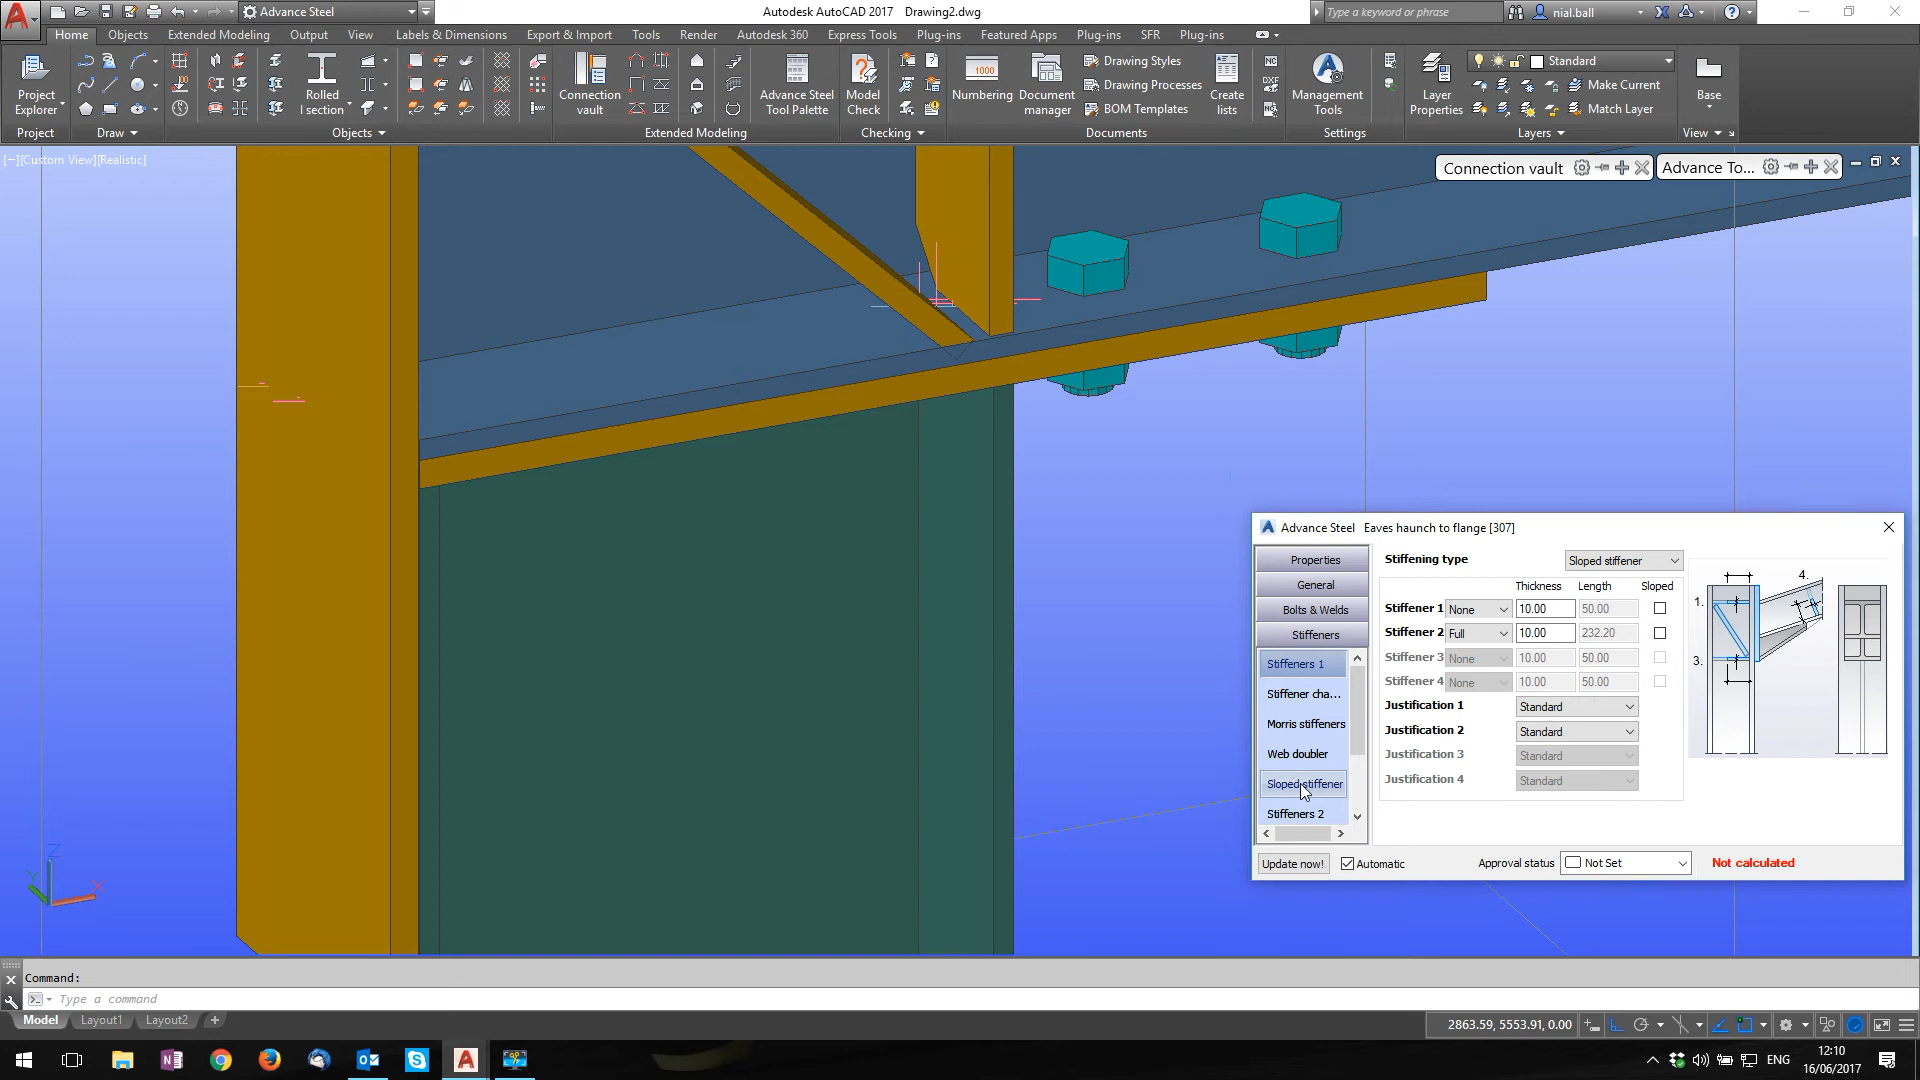 Advance Steel
Autodesk AutoCAD 2017 Drawing2.dwg
Type a keyword or phrase
nial.ball
Home Objects Extended Modeling Output View Labels & Dimensions Export & Import Tools Render Autodesk 360 Express Tools Plug-ins Featured Apps Plug-ins SFR Plug-ins
Project Explorer
Rolled I section
Connection vault
Advance Steel Tool Palette
Model Check
1000
Numbering
Document manager
Drawing Styles
Drawing Processes
BOM Templates
Create lists
NC
DXF
NC
Management Tools
Layer Properties
Standard
Make Current
Match Layer
Base
Project Draw Objects Extended Modeling Checking Documents Settings Layers View
[−][Custom View][Realistic]
Connection vault
Advance To...
Advance Steel Eaves haunch to flange [307]
Properties
General
Bolts & Welds
Stiffeners
Stiffeners 1
Stiffener cha...
Morris stiffeners
Web doubler
Sloped stiffener
Stiffeners 2
Stiffening type Sloped stiffener
Thickness Length Sloped
Stiffener 1 None 10.00 50.00
Stiffener 2 Full 10.00 232.20
Stiffener 3 None 10.00 50.00
Stiffener 4 None 10.00 50.00
Justification 1 Standard
Justification 2 Standard
Justification 3 Standard
Justification 4 Standard
1.
3.
4.
Update now! Automatic Approval status Not Set Not calculated
Z
Y
X
Command:
Type a command
Model Layout1 Layout2 +
2863.59, 5553.91, 0.00
ENG
12:10
16/06/2017